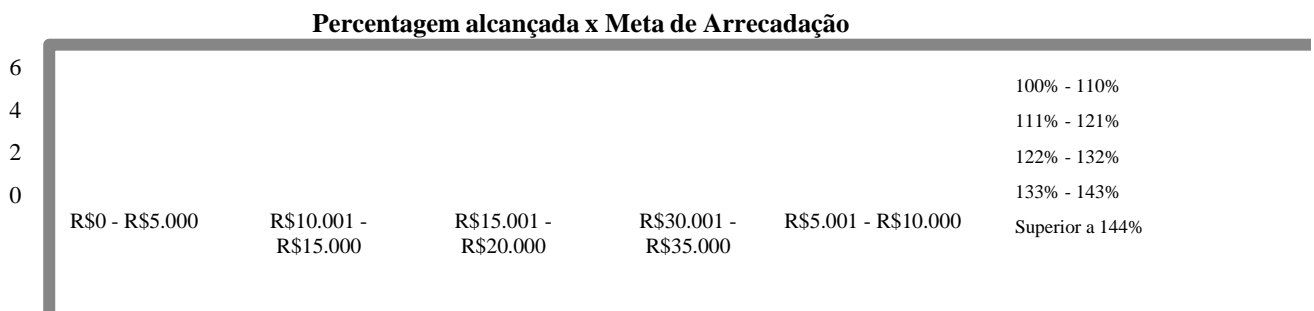 Percentagem alcançada x Meta de Arrecadação
6
4
2
0
R$0 - R$5.000
R$10.001 -
R$15.000
R$15.001 -
R$20.000
R$30.001 -
R$35.000
R$5.001 - R$10.000
100% - 110%
111% - 121%
122% - 132%
133% - 143%
Superior a 144%